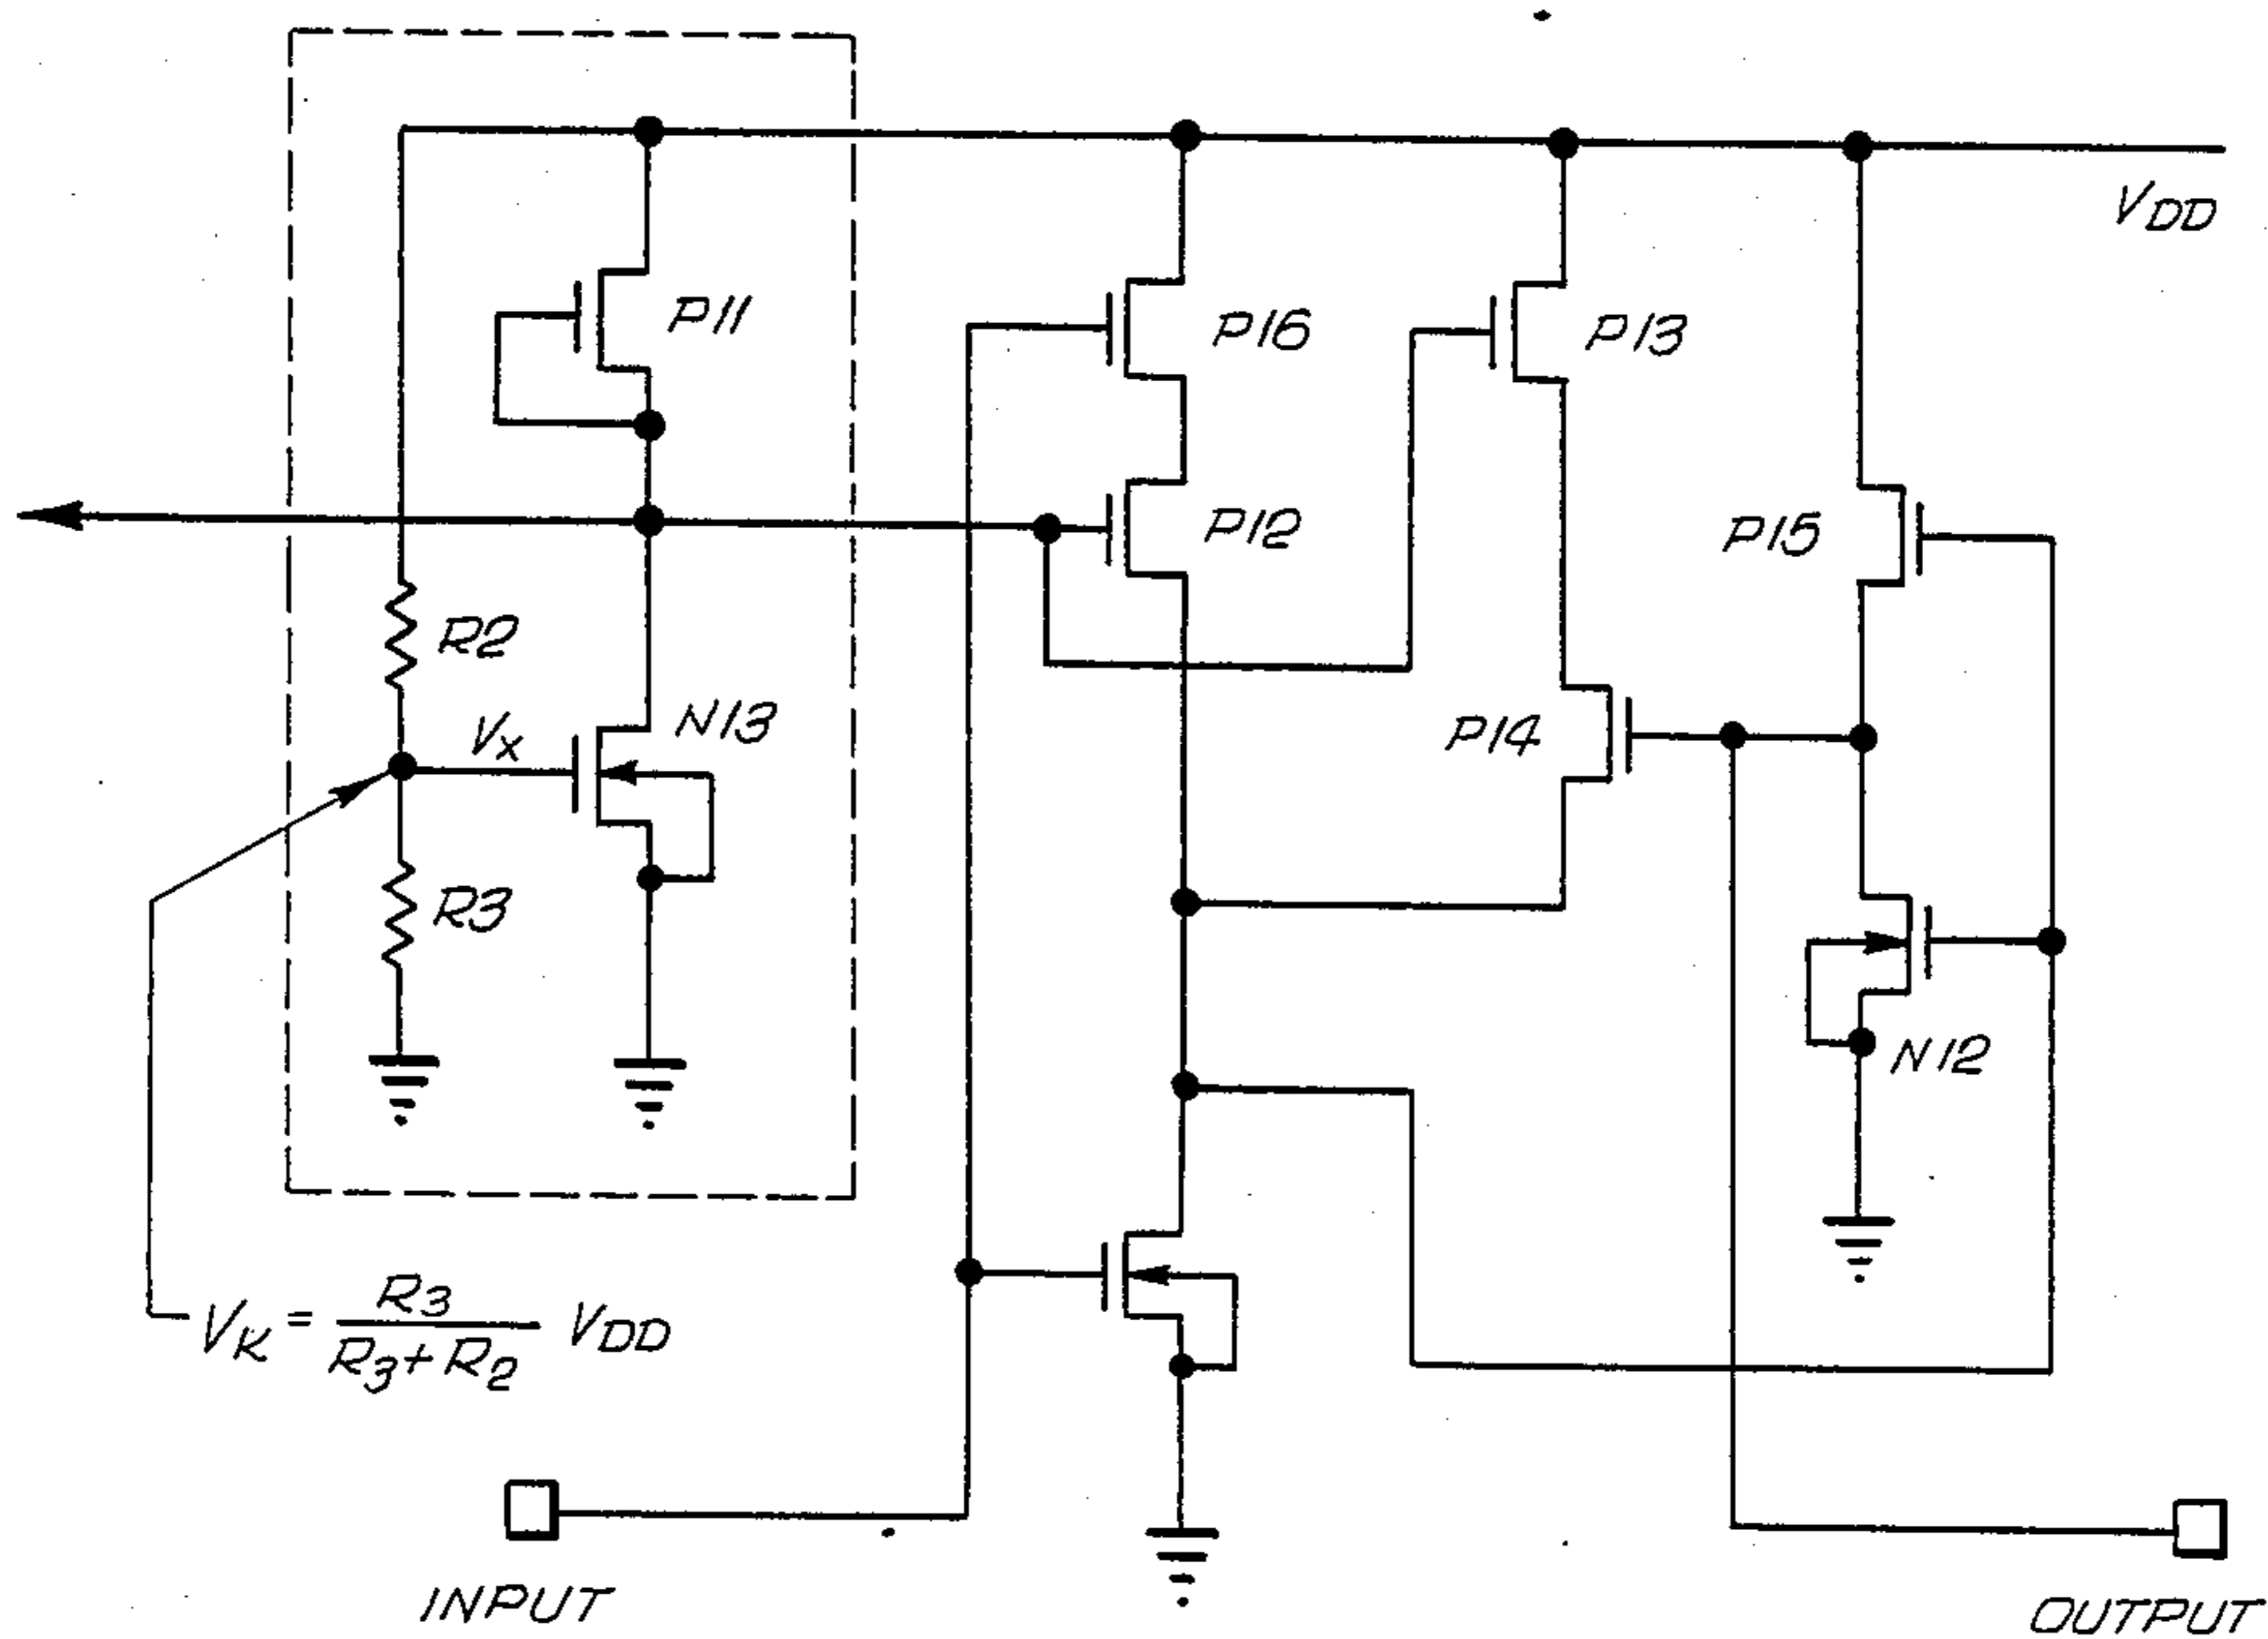 VDD
P11
P16
P13
P12
P15
R2
VX
N13
P14
R3
N12
VK = R3 / R3+R2 VDD
INPUT
OUTPUT